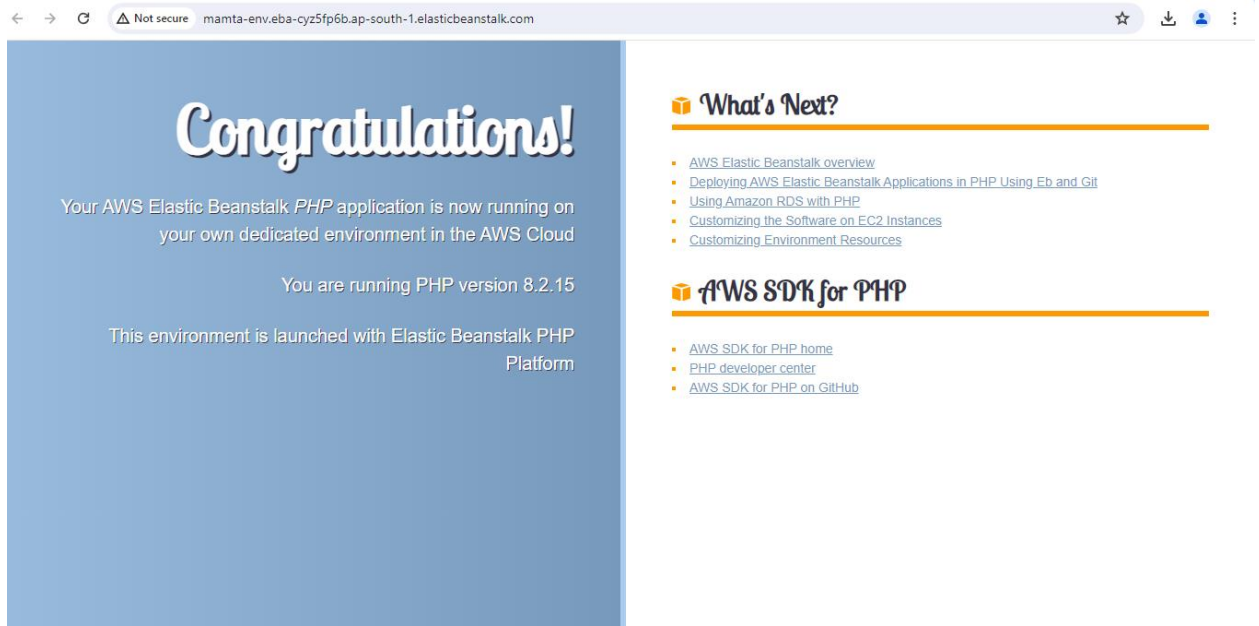 Not secure
mamta-env.eba-cyz5fp6b.ap-south-1.elasticbeanstalk.com
Congratulations!
Your AWS Elastic Beanstalk PHP application is now running on
your own dedicated environment in the AWS Cloud
You are running PHP version 8.2.15
This environment is launched with Elastic Beanstalk PHP
Platform
What's Next?
AWS Elastic Beanstalk overview
Deploying AWS Elastic Beanstalk Applications in PHP Using Eb and Git
Using Amazon RDS with PHP
Customizing the Software on EC2 Instances
Customizing Environment Resources
AWS SDK for PHP
AWS SDK for PHP home
PHP developer center
AWS SDK for PHP on GitHub